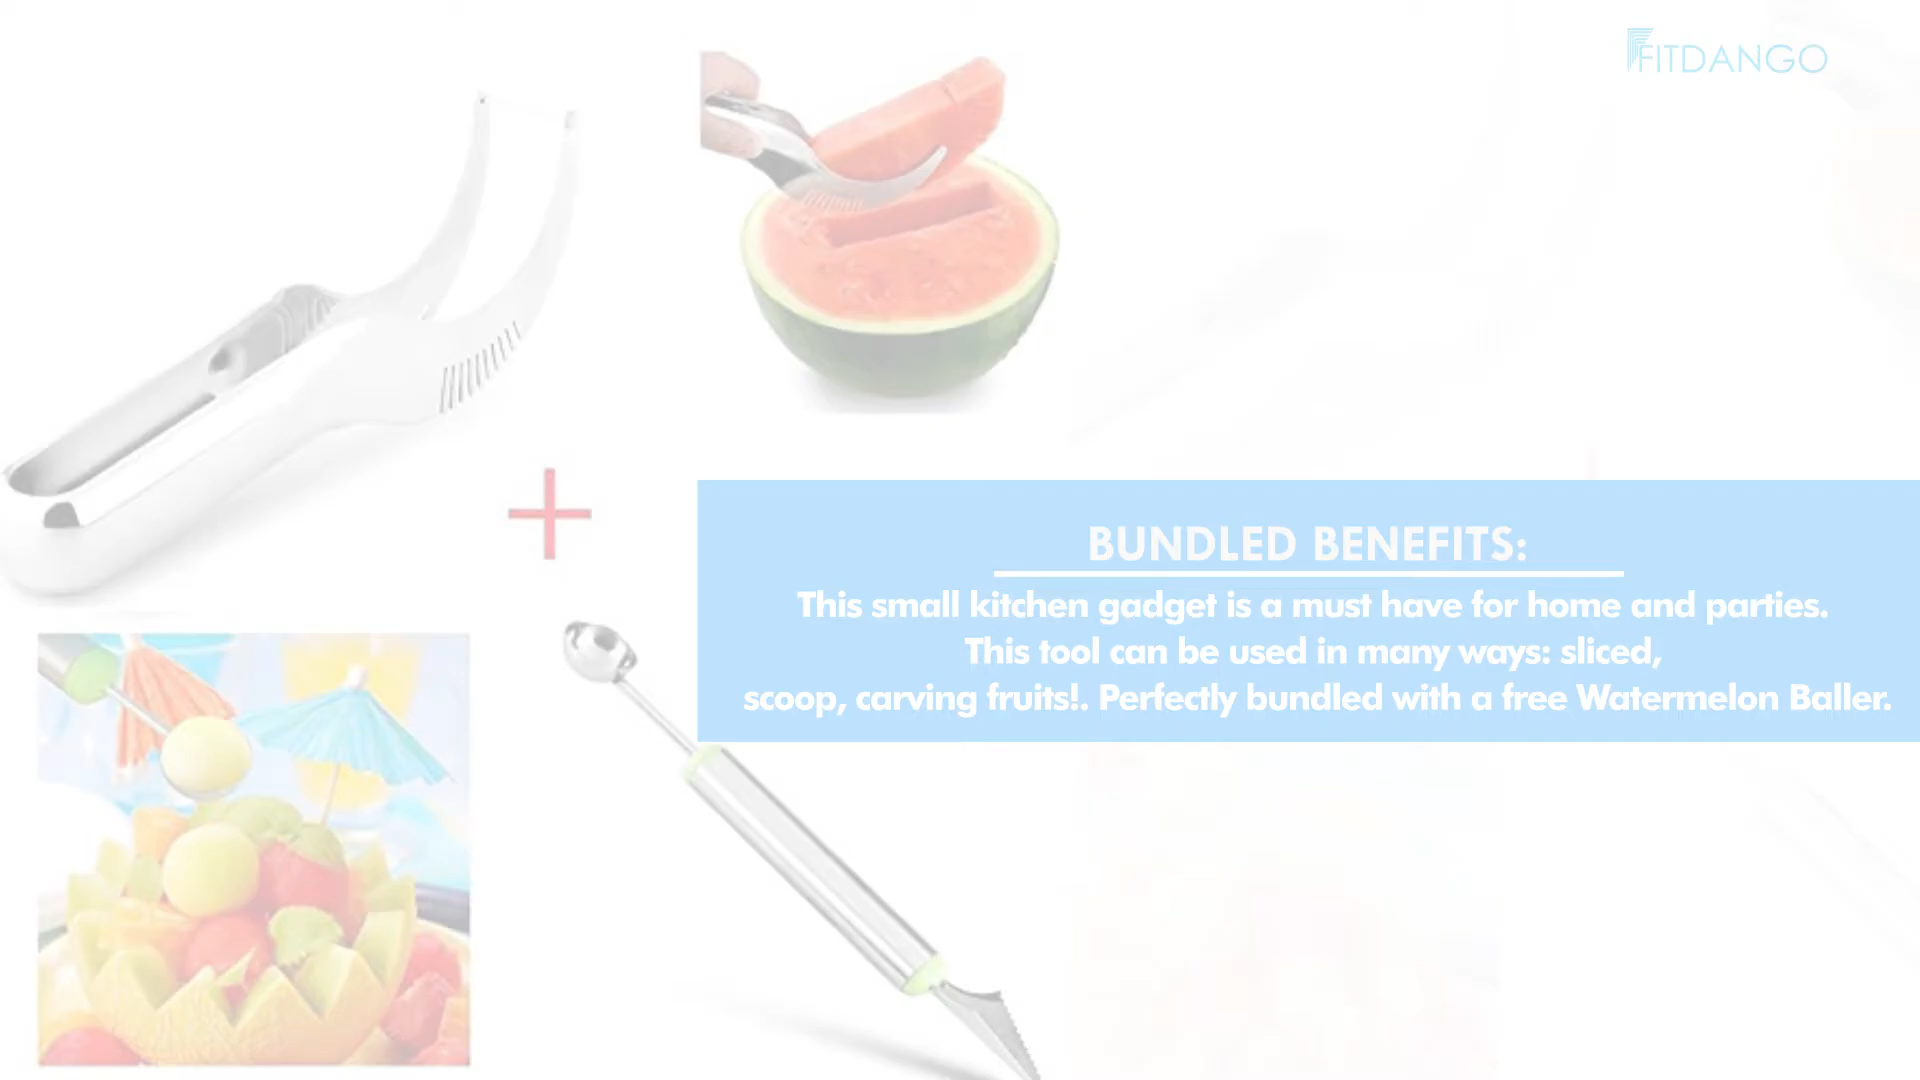 FITDANGO
BUNDLED BENEFITS:
This small kitchen gadget is a must have for home and parties.
This tool can be used in many ways: sliced,
scoop, carving fruits!. Perfectly bundled with a free Watermelon Baller.